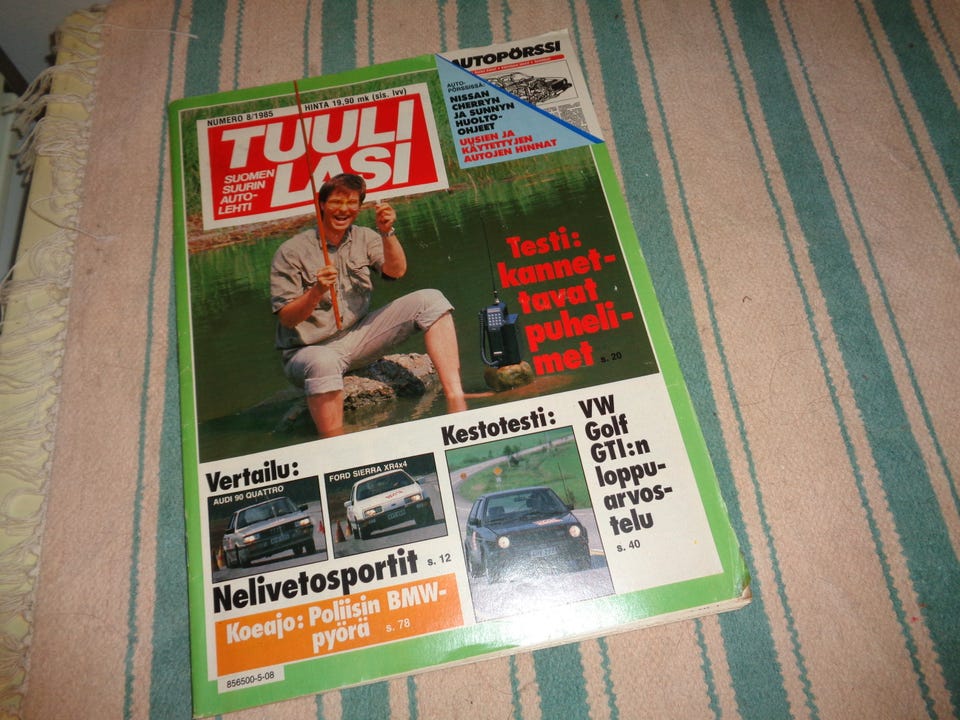 NUMERO 8/1985
HINTA 19,90 mk (sis. lvv)
TUULI
LASI
SUOMEN
SUURIN
AUTO-
LEHTI
AUTOPÖRSSI
AUTO-
PÖRSSISSÄ:
NISSAN
CHERRYN
JA SUNNYN
HUOLTO-
OHJEET
UUSIEN JA
KÄYTETTYJEN
AUTOJEN HINNAT
Testi:
kannet-
tavat
puheli-
met s. 20
Vertailu:
AUDI 90 QUATTRO
FORD SIERRA XR4x4
Nelivetosportit s. 12
Koeajo: Poliisin BMW-
pyörä s. 78
Kestotesti:
VW
Golf
GTI:n
loppu-
arvos-
telu
s. 40
856500-5-08